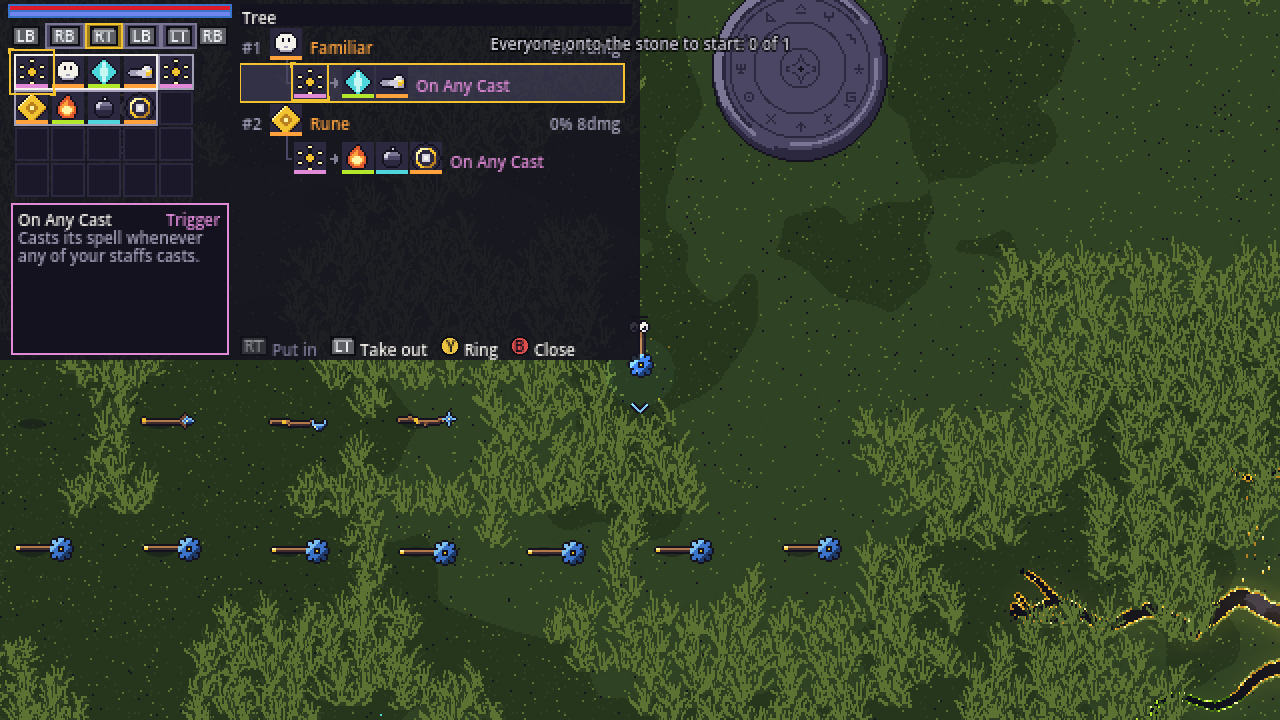 LB RB RT LB LT RB
Tree
#1 Familiar
Everyone onto the stone to start: 0 of 1
On Any Cast
#2 Rune 0% 8dmg
On Any Cast
On Any Cast Trigger
Casts its spell whenever
any of your staffs casts.
RT Put in LT Take out Y Ring B Close